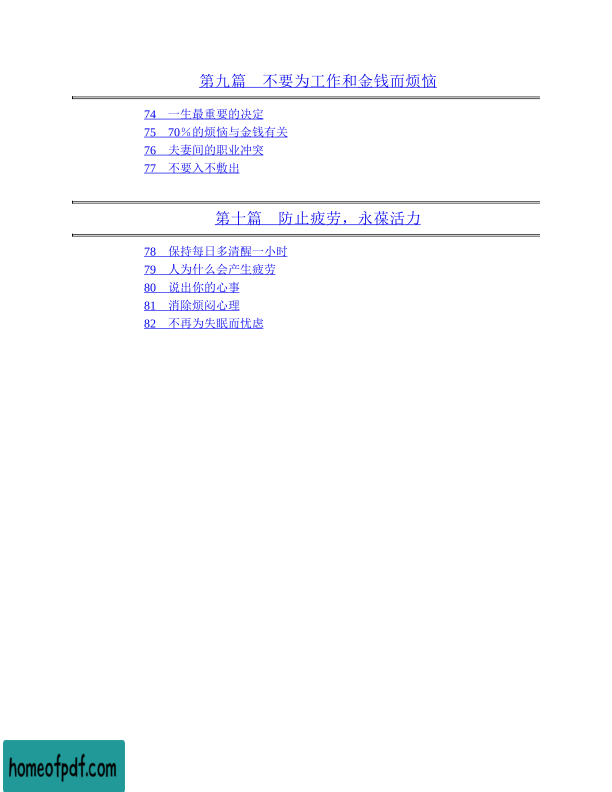 第九篇　不要为工作和金钱而烦恼
74　一生最重要的决定
75　70％的烦恼与金钱有关
76　夫妻间的职业冲突
77　不要入不敷出
第十篇　防止疲劳，永葆活力
78　保持每日多清醒一小时
79　人为什么会产生疲劳
80　说出你的心事
81　消除烦闷心理
82　不再为失眠而忧虑
homeofpdf.com